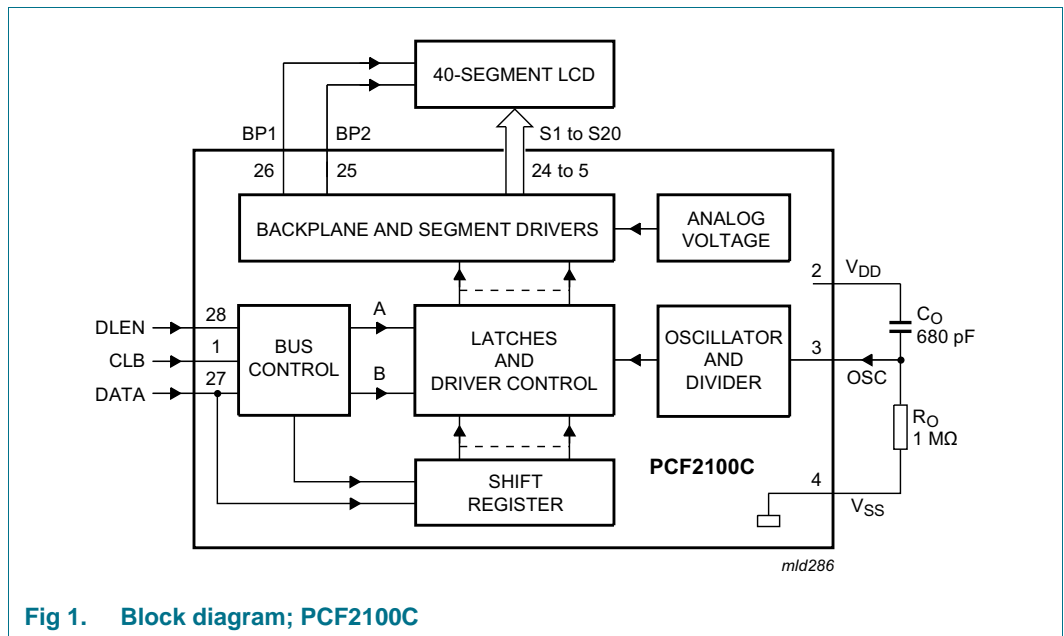 40-SEGMENT LCD
BP1
BP2
S1 to S20
26
25
24 to 5
BACKPLANE AND SEGMENT DRIVERS
ANALOG
VOLTAGE
2
VDD
CO
680 pF
DLEN
28
A
CLB
1
BUS
CONTROL
LATCHES
AND
DRIVER CONTROL
OSCILLATOR
AND
DIVIDER
3
OSC
DATA
27
B
RO
1 MΩ
PCF2100C
SHIFT
REGISTER
4
VSS
mld286
Fig 1. Block diagram; PCF2100C